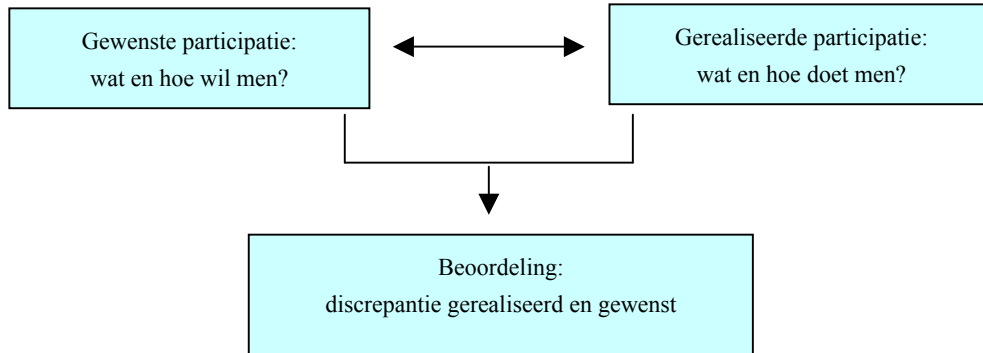 Gewenste participatie:
wat en hoe wil men?
Gerealiseerde participatie:
wat en hoe doet men?
Beoordeling:
discrepantie gerealiseerd en gewenst